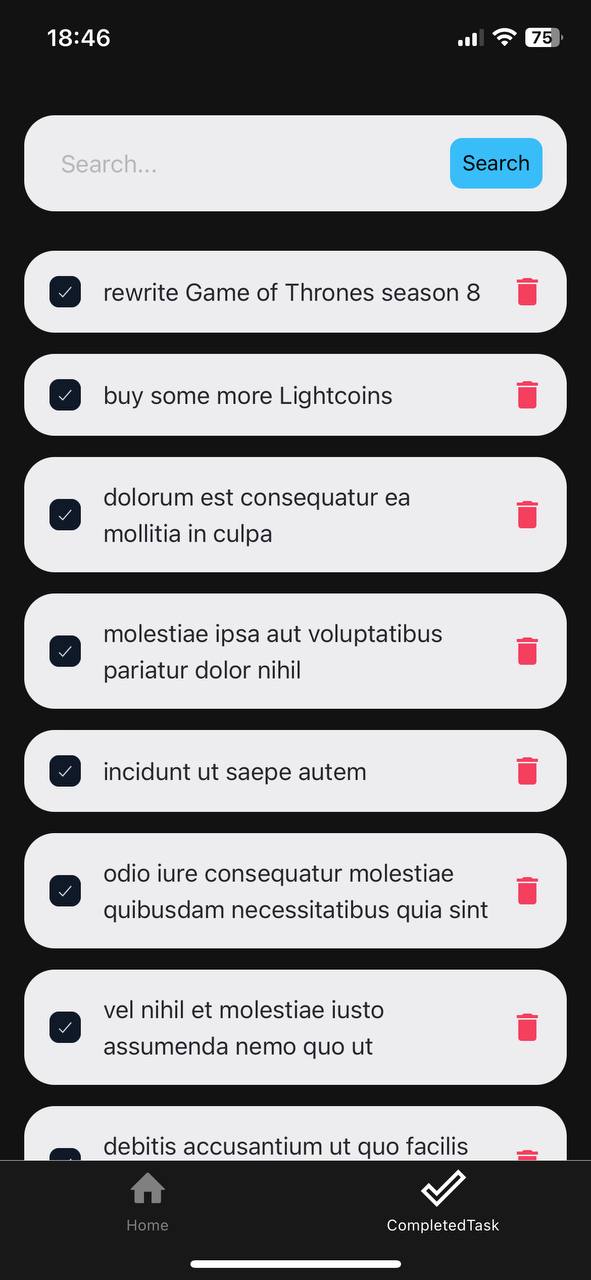 18:46
75
Search...
Search
rewrite Game of Thrones season 8
buy some more Lightcoins
dolorum est consequatur ea
mollitia in culpa
molestiae ipsa aut voluptatibus
pariatur dolor nihil
incidunt ut saepe autem
odio iure consequatur molestiae
quibusdam necessitatibus quia sint
vel nihil et molestiae iusto
assumenda nemo quo ut
debitis accusantium ut quo facilis
Home
CompletedTask